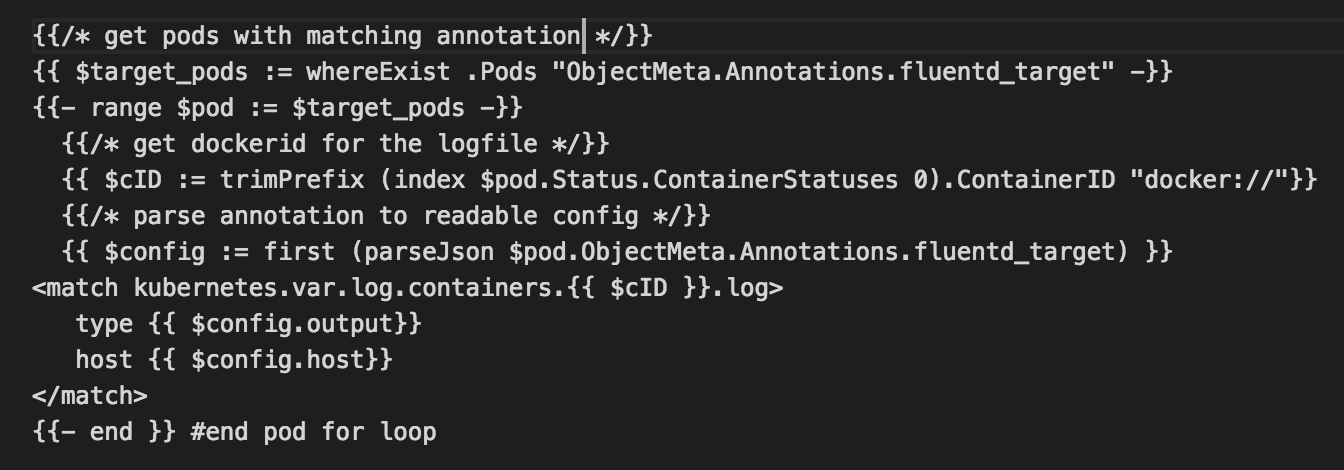 {{/* get pods with matching annotation */}}
{{ $target_pods := whereExist .Pods "ObjectMeta.Annotations.fluentd_target" -}}
{{- range $pod := $target_pods -}}
  {{/* get dockerid for the logfile */}}
  {{ $cID := trimPrefix (index $pod.Status.ContainerStatuses 0).ContainerID "docker://"}}
  {{/* parse annotation to readable config */}}
  {{ $config := first (parseJson $pod.ObjectMeta.Annotations.fluentd_target) }}
<match kubernetes.var.log.containers.{{ $cID }}.log>
   type {{ $config.output}}
   host {{ $config.host}}
</match>
{{- end }} #end pod for loop